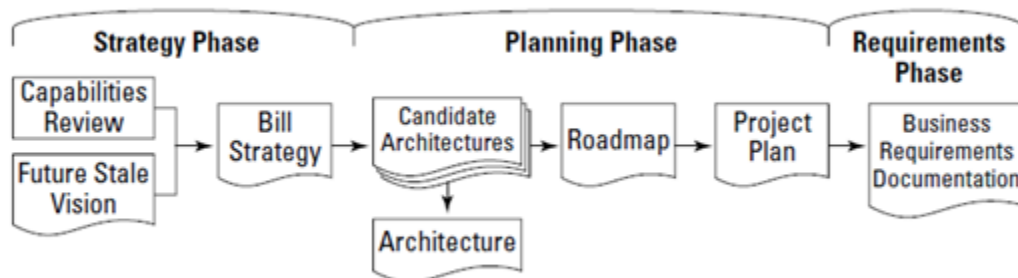 Strategy Phase
Planning Phase
Requirements
Phase
Capabilities
Review
Future Stale
Vision
Bill
Strategy
Candidate
Architectures
Architecture
Roadmap
Project
Plan
Business
Requirements
Documentation